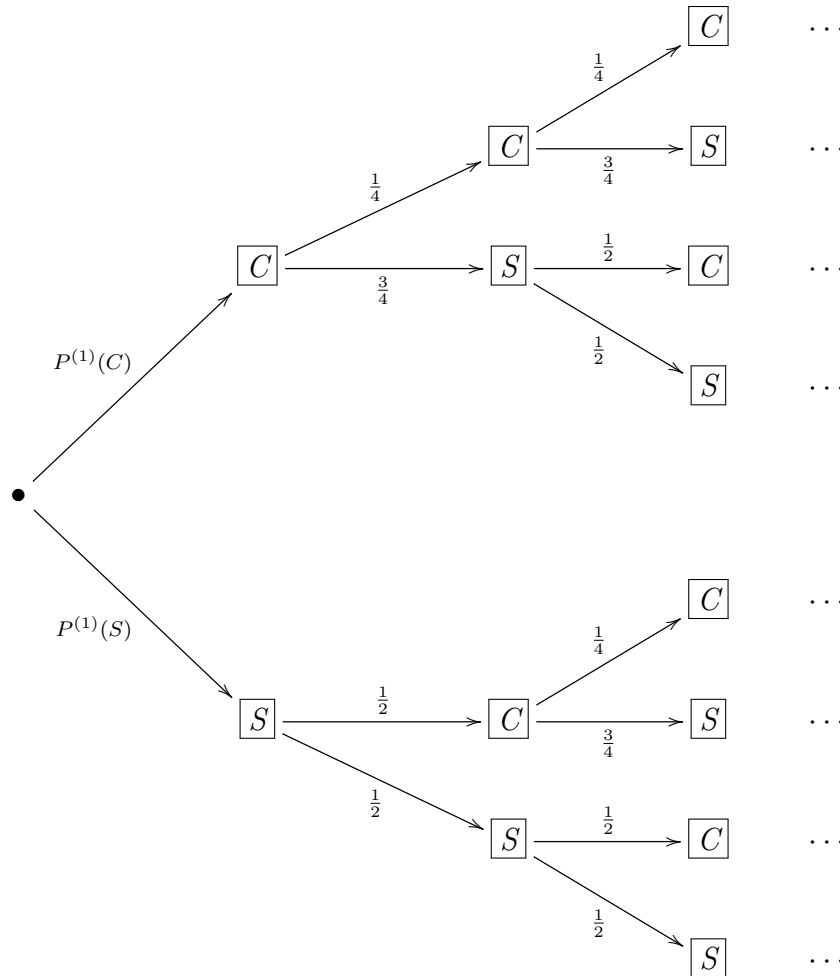 C ...
1/4
C 3/4 S ...
1/4
C 3/4 S 1/2 C ...
1/2
P^{(1)}(C)
S ...
P^{(1)}(S)
C ...
1/4
S 1/2 C 3/4 S ...
1/2
S 1/2 C ...
1/2
S ...